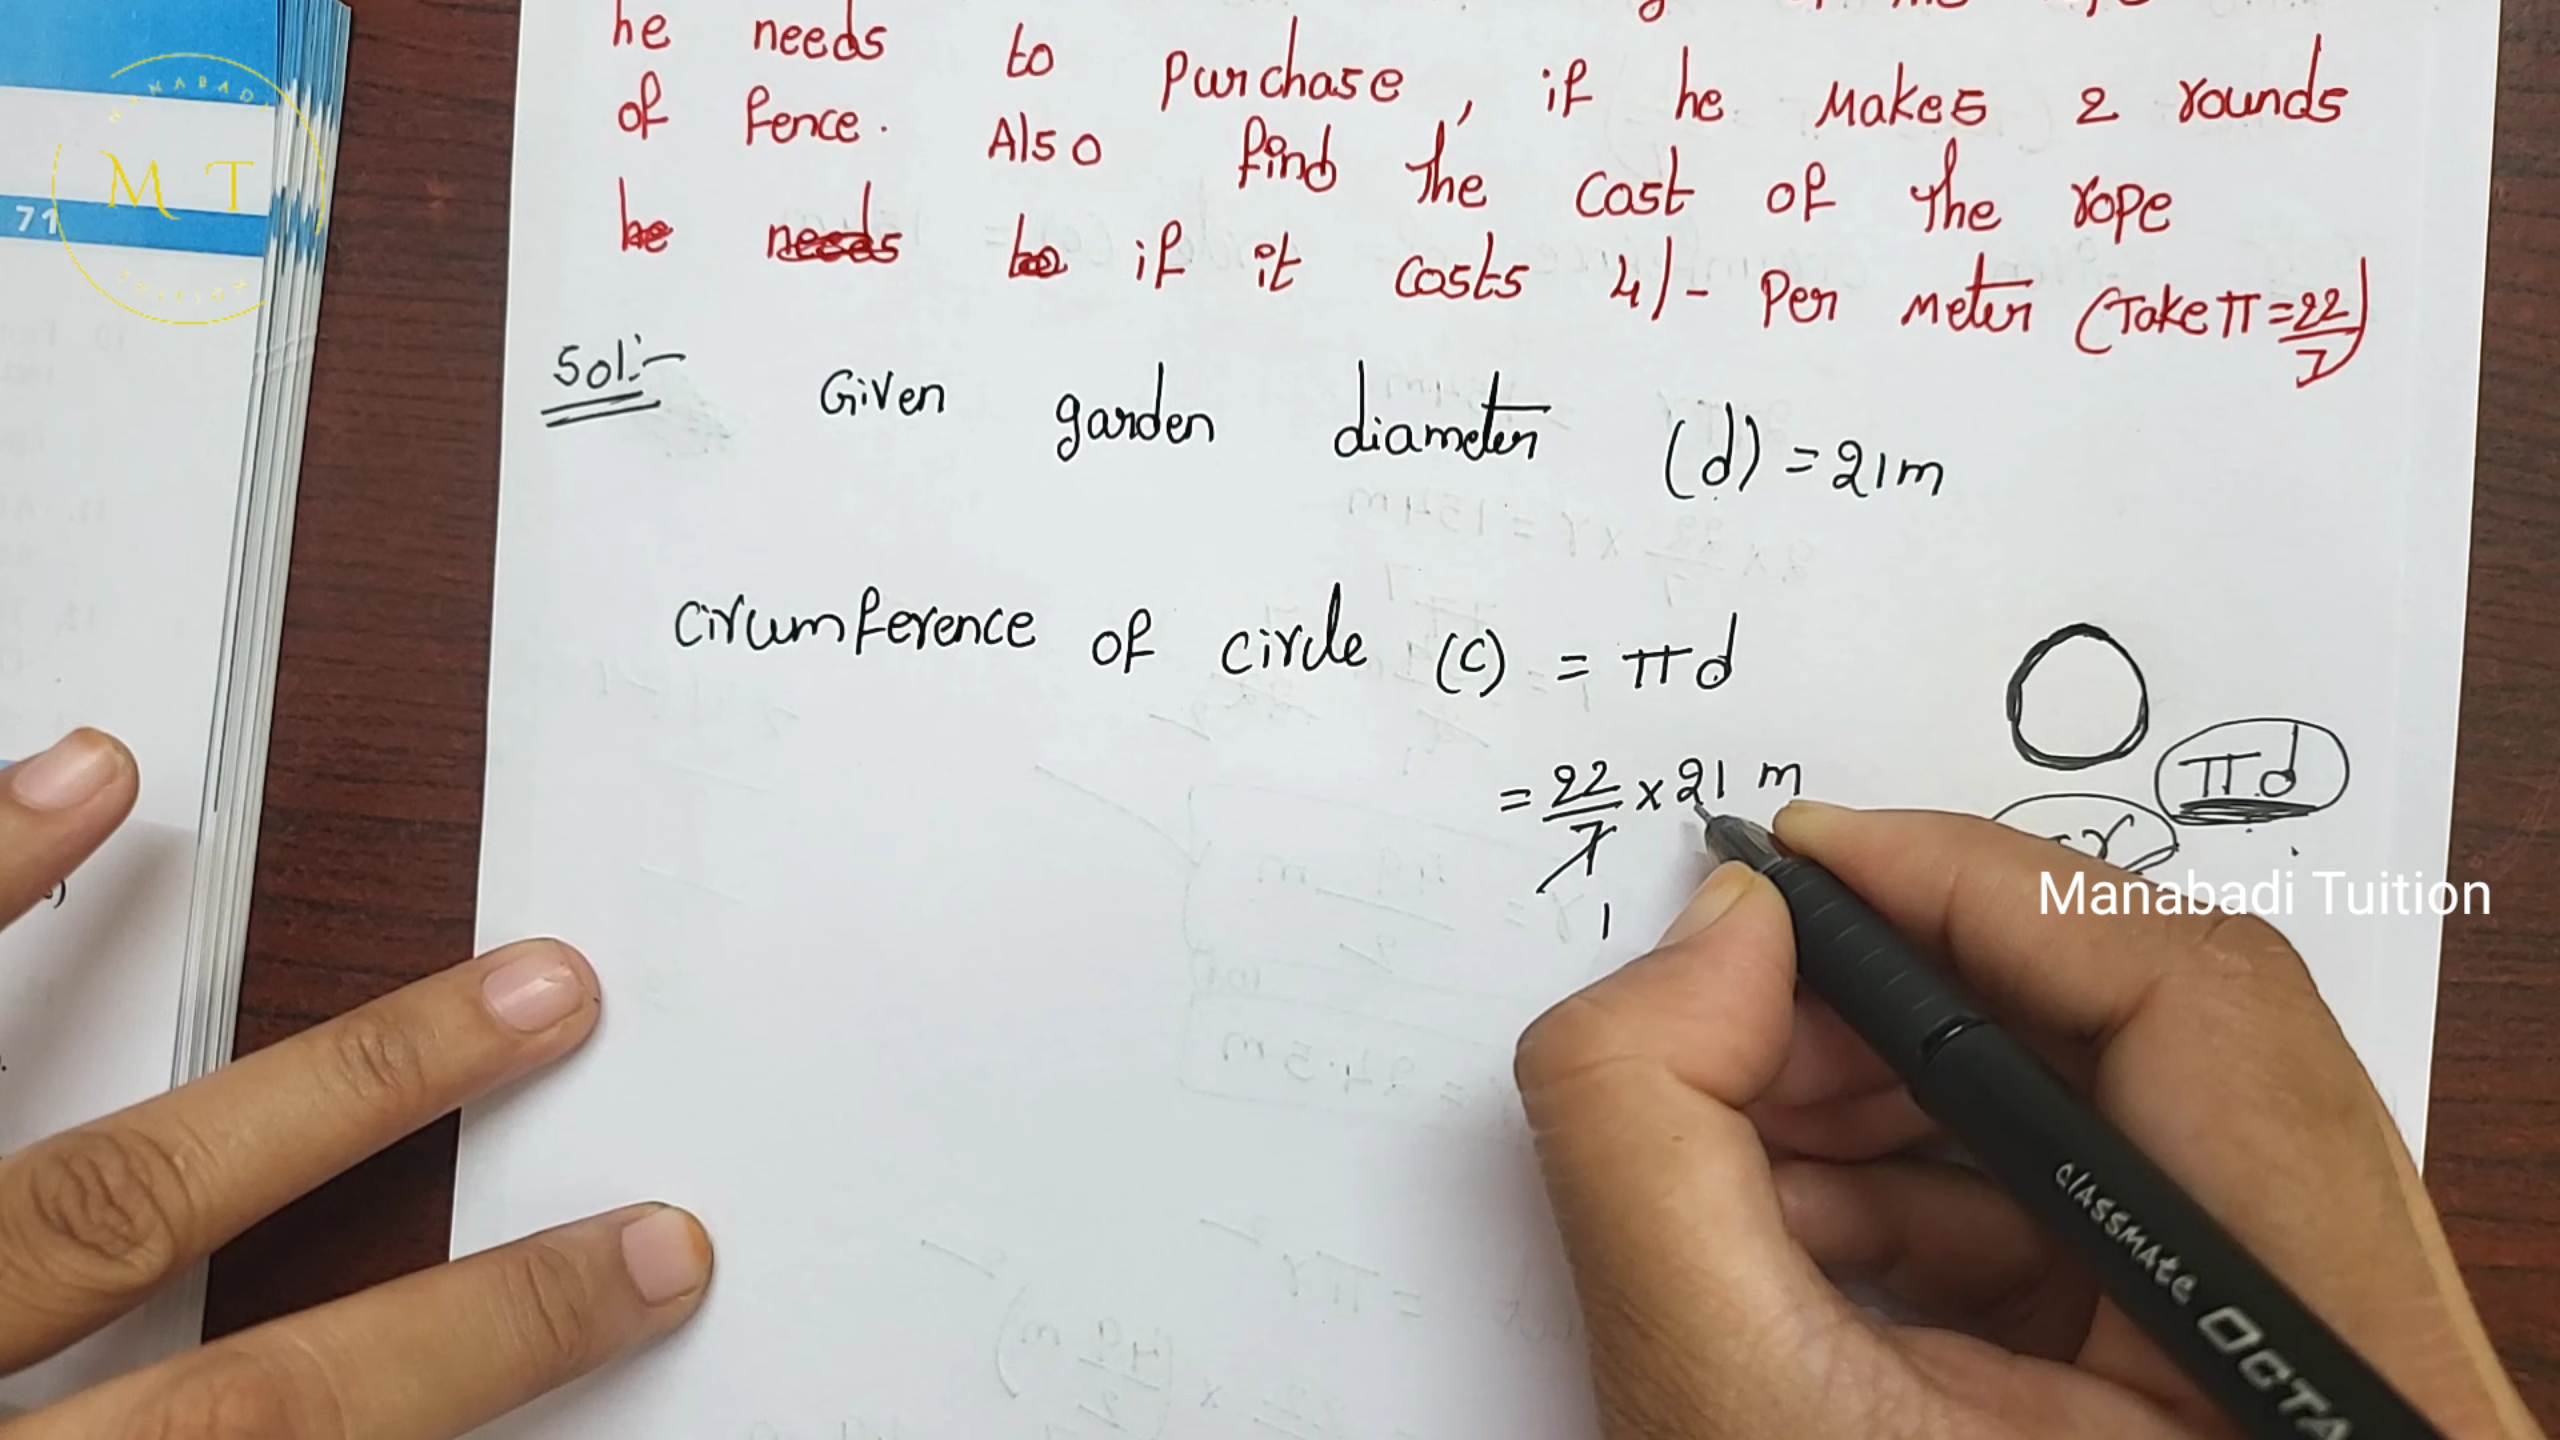 he needs to purchase, if he makes 2 rounds
of fence. Also find the cost of the rope
he needs to if it costs 4/- per meter (Take π = 22/7)
Sol:- Given garden diameter (d) = 21m
circumference of circle (c) = πd
= 22/7 × 21 m
1
πd
M T
71
Manabadi Tuition
classmate OCTA